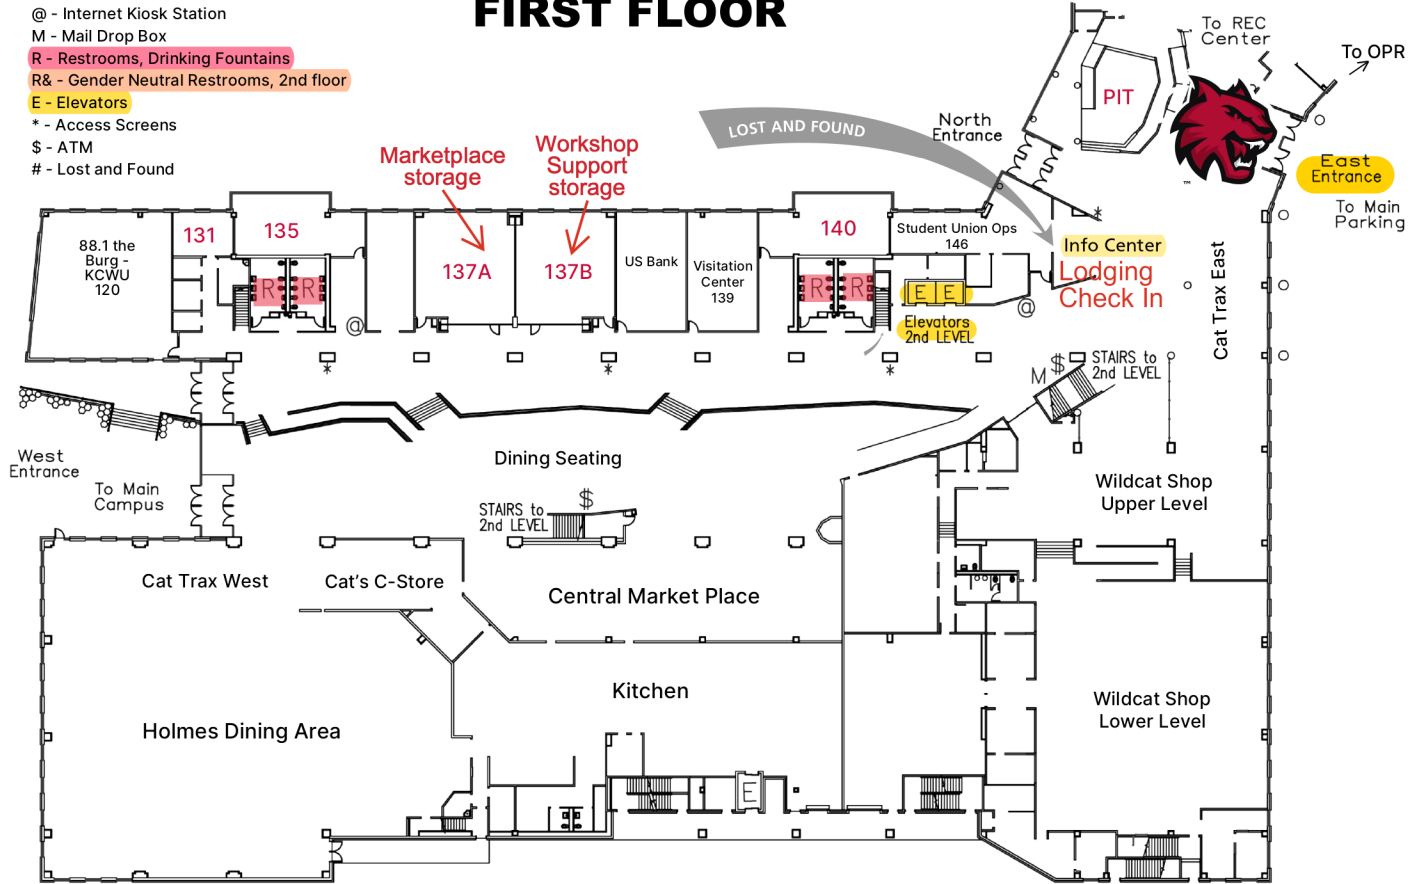 FIRST FLOOR
@ - Internet Kiosk Station
M - Mail Drop Box
R - Restrooms, Drinking Fountains
R& - Gender Neutral Restrooms, 2nd floor
E - Elevators
* - Access Screens
$ - ATM
# - Lost and Found
To REC
Center
To OPR
PIT
North
Entrance
LOST AND FOUND
East
Entrance
To Main
Parking
TM
Marketplace
storage
Workshop
Support
storage
88.1 the
Burg -
KCWU
120
131
135
R
R
@
137A
137B
US Bank
Visitation
Center
139
140
R
R
Student Union Ops
146
E
E
Elevators
2nd LEVEL
*
Info Center
Lodging
Check In
@
Cat Trax East
*
*
*
M
$
STAIRS to
2nd LEVEL
West
Entrance
To Main
Campus
Dining Seating
STAIRS to
2nd LEVEL
$
Wildcat Shop
Upper Level
Cat Trax West
Cat's C-Store
Central Market Place
Kitchen
Holmes Dining Area
Wildcat Shop
Lower Level
E